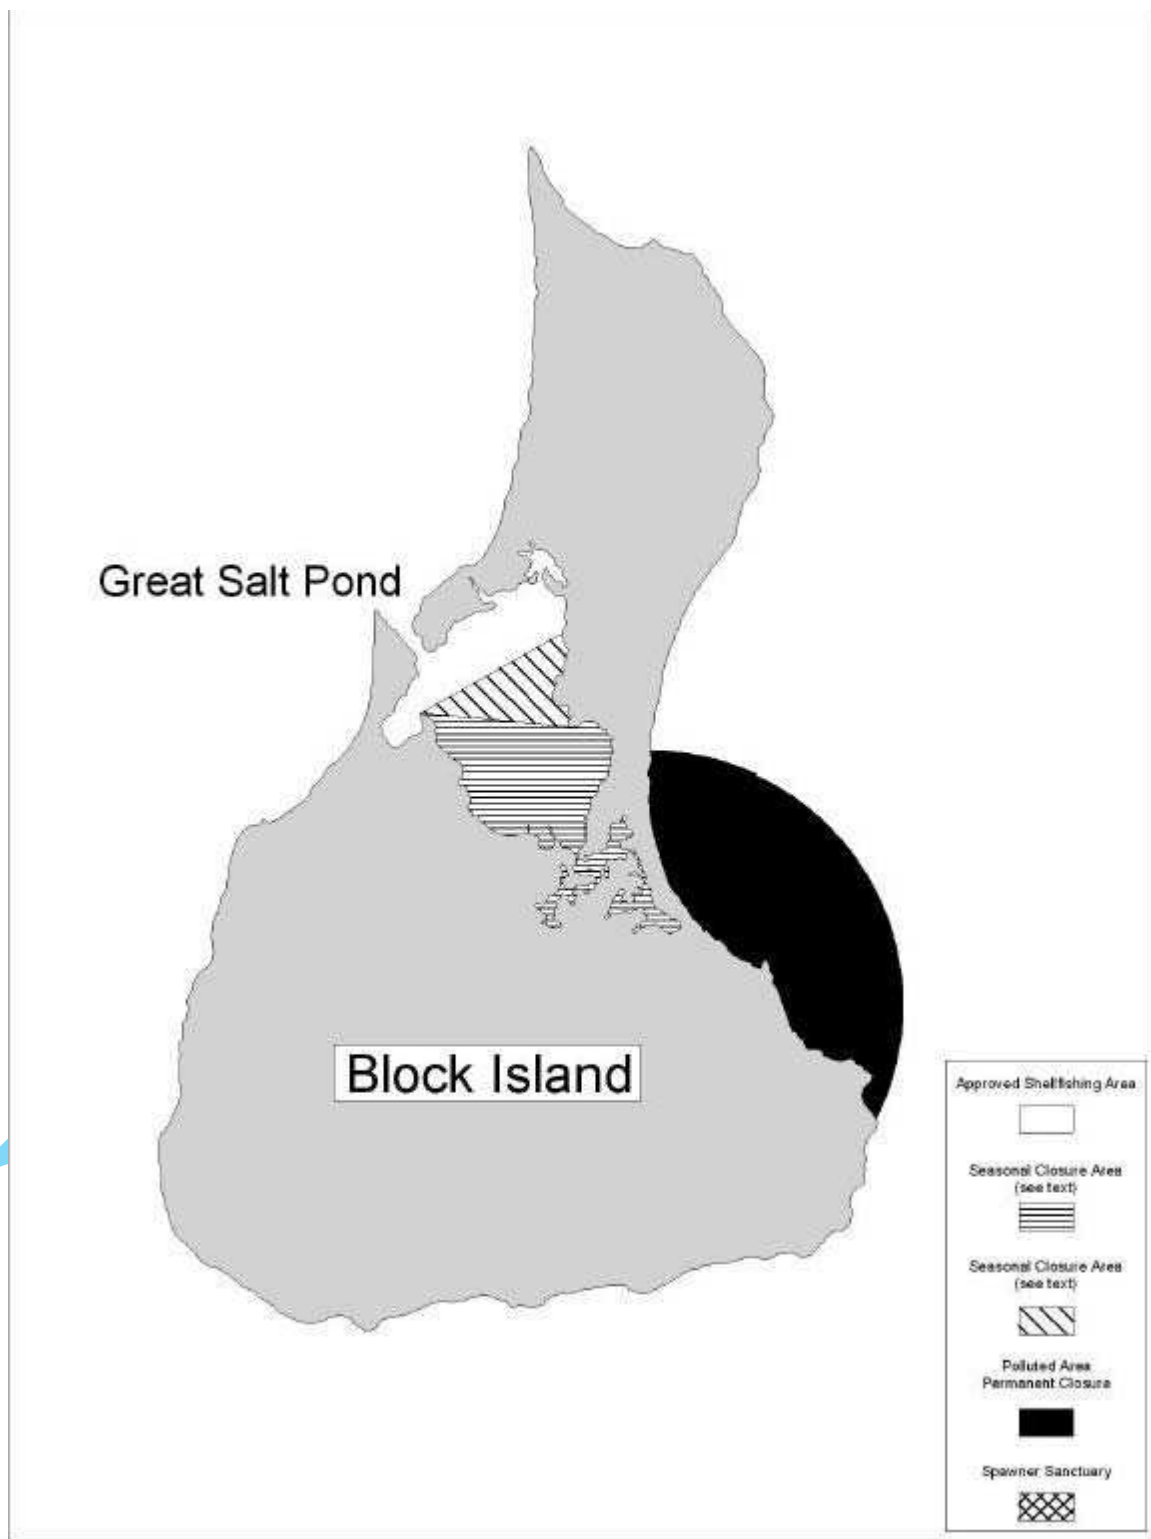 Great Salt Pond
Block Island
Approved Shellfishing Area
Seasonal Closure Area
(see text)
Seasonal Closure Area
(see text)
Polluted Area
Permanent Closure
Spawner Sanctuary